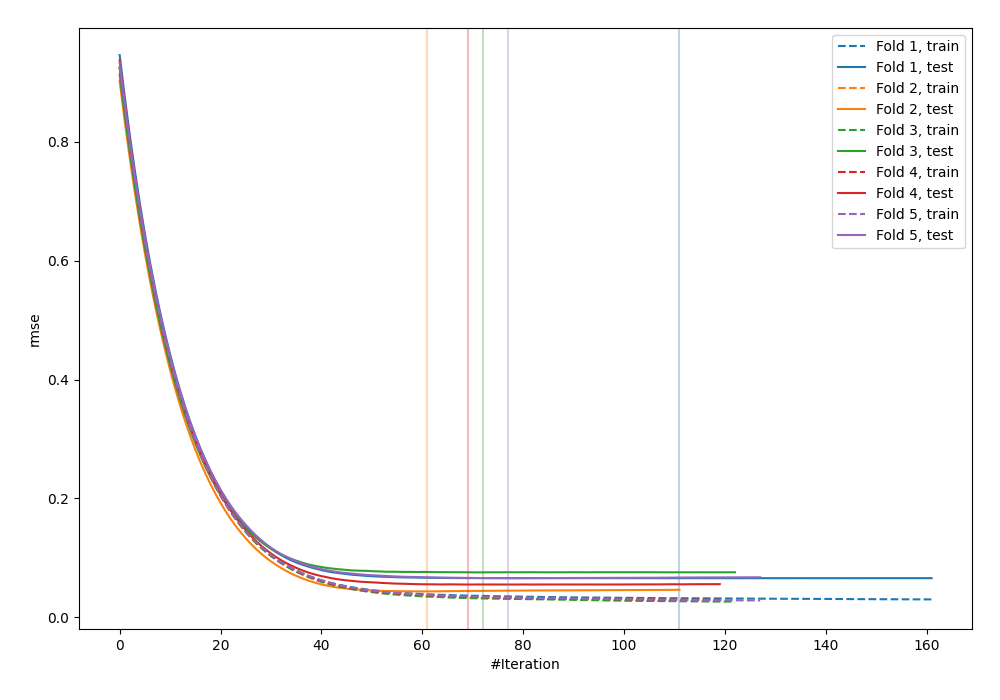 rmse
0.8
0.6
0.4
0.2
0.0
0 20 40 60 80 100 120 140 160
#Iteration
Fold 1, train
Fold 1, test
Fold 2, train
Fold 2, test
Fold 3, train
Fold 3, test
Fold 4, train
Fold 4, test
Fold 5, train
Fold 5, test